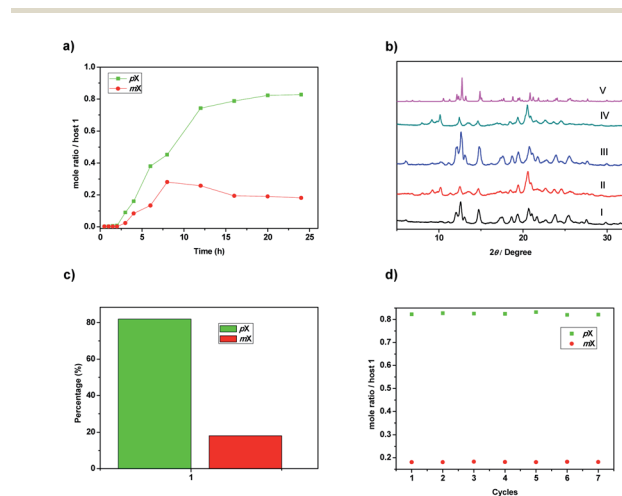 a)
pX
mX
mole ratio / host 1
1.0
0.8
0.6
0.4
0.2
0.0
0
5
10
15
20
25
Time (h)
b)
V
IV
III
II
I
10
20
30
2θ/ Degree
c)
pX
mX
Percentage (%)
80
60
40
20
0
1
d)
pX
mX
mole ratio / host 1
0.8
0.7
0.6
0.5
0.4
0.3
0.2
1
2
3
4
5
6
7
Cycles